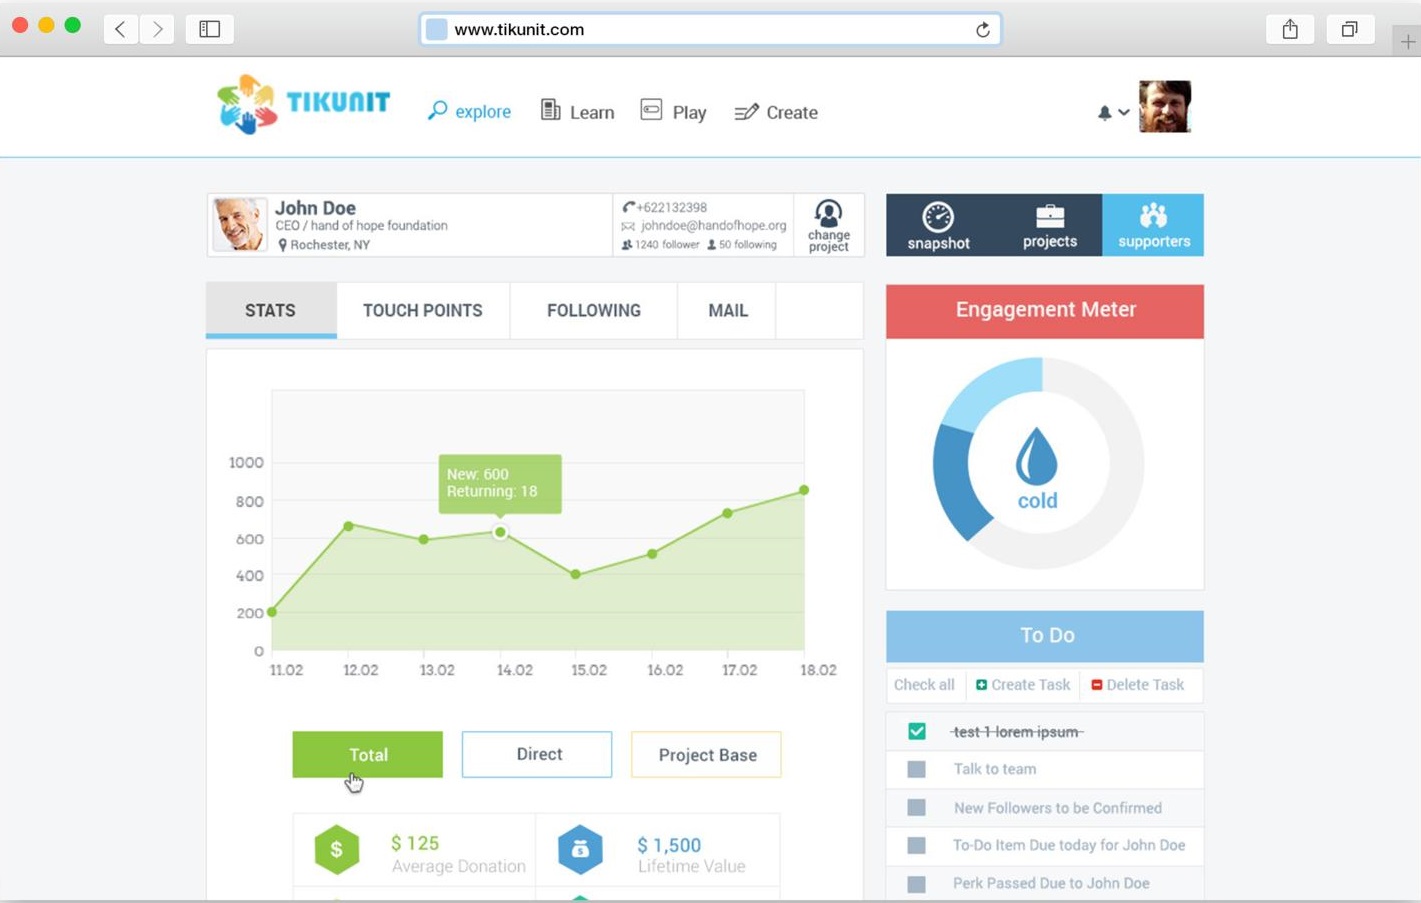 www.tikunit.com
TIKUNIT
explore
Learn
Play
Create
John Doe
CEO / hand of hope foundation
Rochester, NY
+622132398
johndoe@handofhope.org
1240 follower 50 following
change
project
snapshot
projects
supporters
STATS
TOUCH POINTS
FOLLOWING
MAIL
1000
800
600
400
200
0
New: 600
Returning: 18
11.02
12.02
13.02
14.02
15.02
16.02
17.02
18.02
Total
Direct
Project Base
$ 125
Average Donation
$ 1,500
Lifetime Value
Engagement Meter
cold
To Do
Check all
Create Task
Delete Task
test 1 lorem ipsum
Talk to team
New Followers to be Confirmed
To-Do Item Due today for John Doe
Perk Passed Due to John Doe